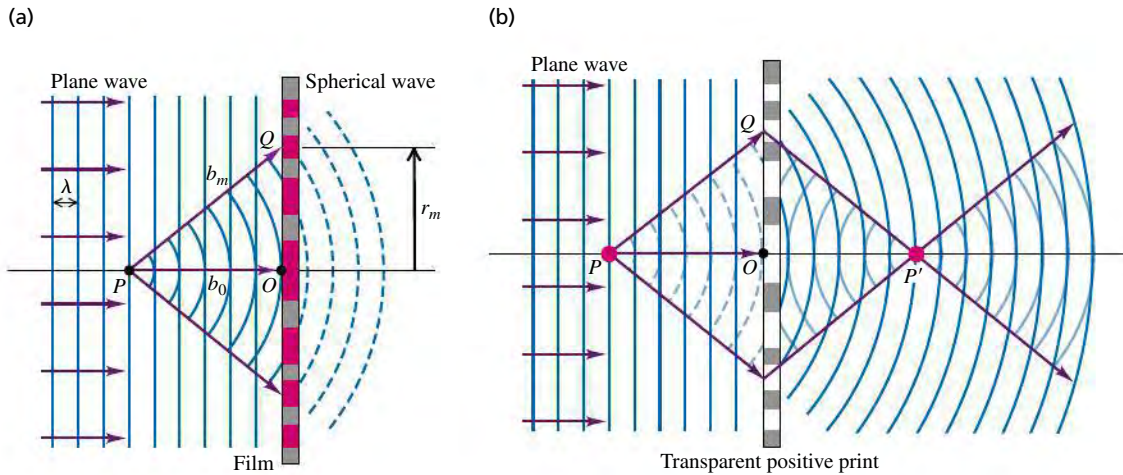 (a)
Plane wave
Spherical wave
Q
b_m
λ
r_m
P
b_0
O
Film
(b)
Plane wave
Q
P
O
P′
Transparent positive print